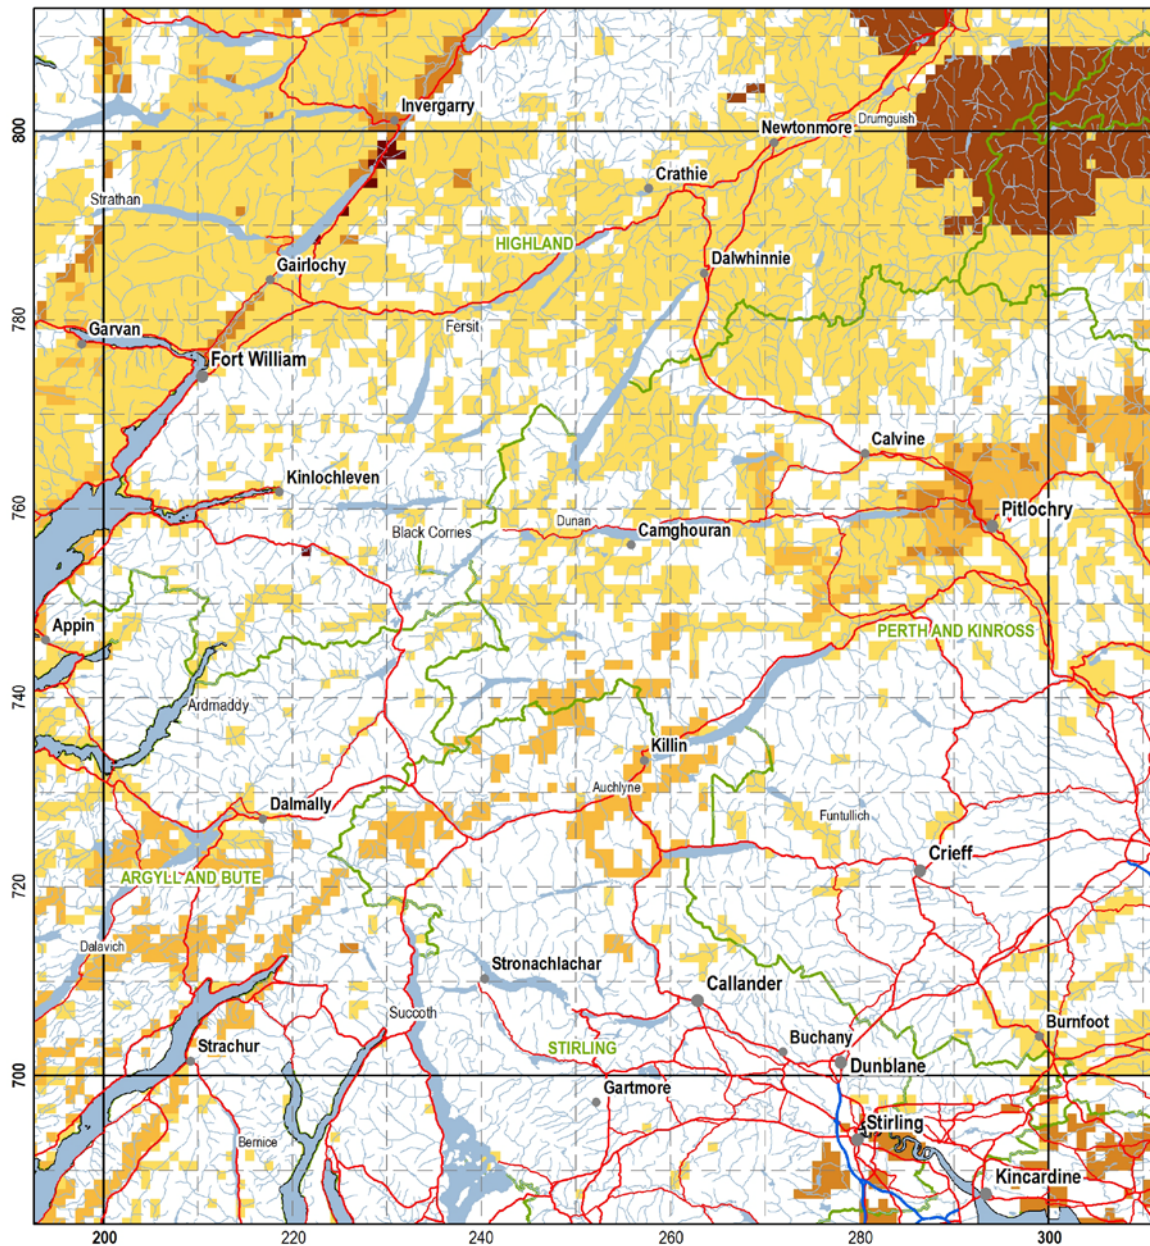 Invergarry
800
Newtonmore
Drumguish
Crathie
Strathan
HIGHLAND
Gairlochy
Dalwhinnie
780
Garvan
Fersit
Fort William
Calvine
Kinlochleven
760
Dunan
Pitlochry
Black Corries
Camghouran
Appin
PERTH AND KINROSS
740
Ardmaddy
Killin
Auchlyne
Dalmally
Funtullich
Crieff
ARGYLL AND BUTE
720
Dalavich
Stronachlachar
Callander
Succoth
Burnfoot
Buchany
Strachur
STIRLING
Dunblane
700
Gartmore
Stirling
Bernice
Kincardine
200
220
240
260
280
300